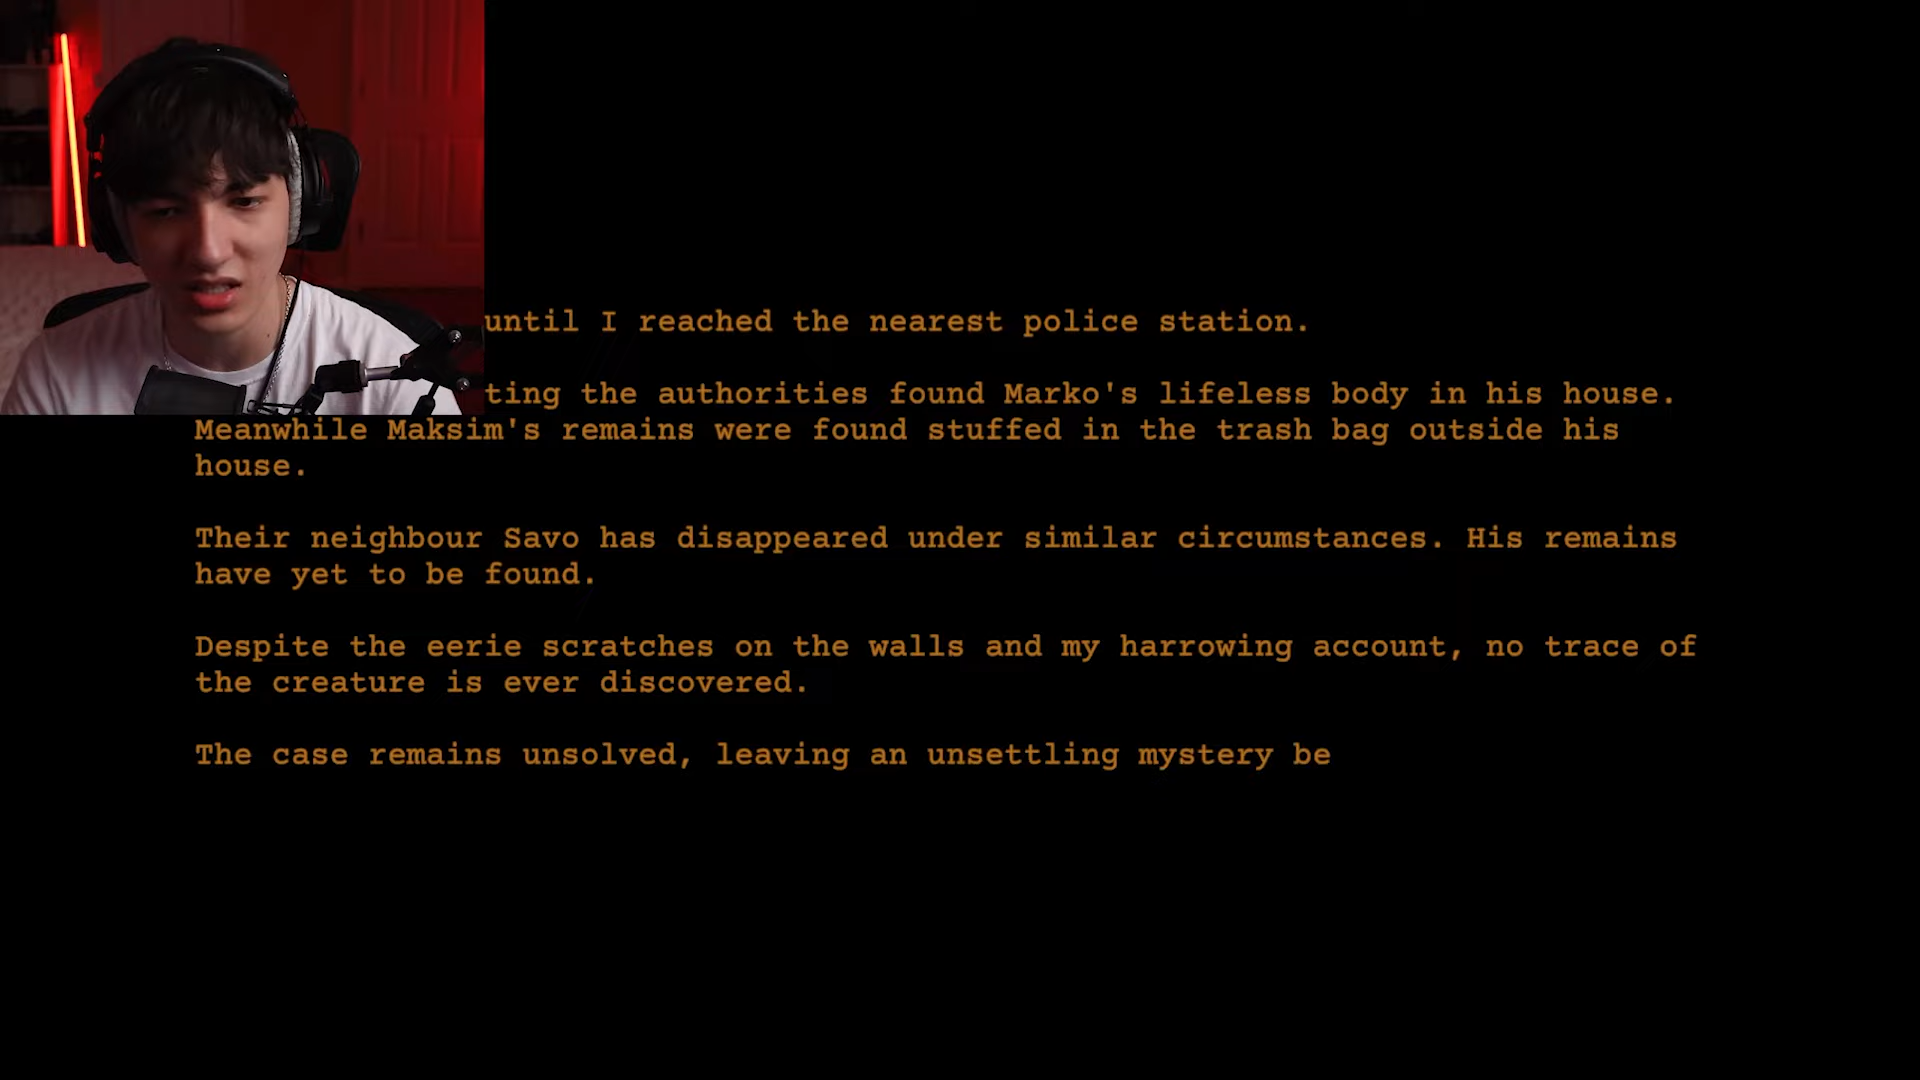 until I reached the nearest police station.
ting the authorities found Marko's lifeless body in his house.
Meanwhile Maksim's remains were found stuffed in the trash bag outside his
house.
Their neighbour Savo has disappeared under similar circumstances. His remains
have yet to be found.
Despite the eerie scratches on the walls and my harrowing account, no trace of
the creature is ever discovered.
The case remains unsolved, leaving an unsettling mystery be